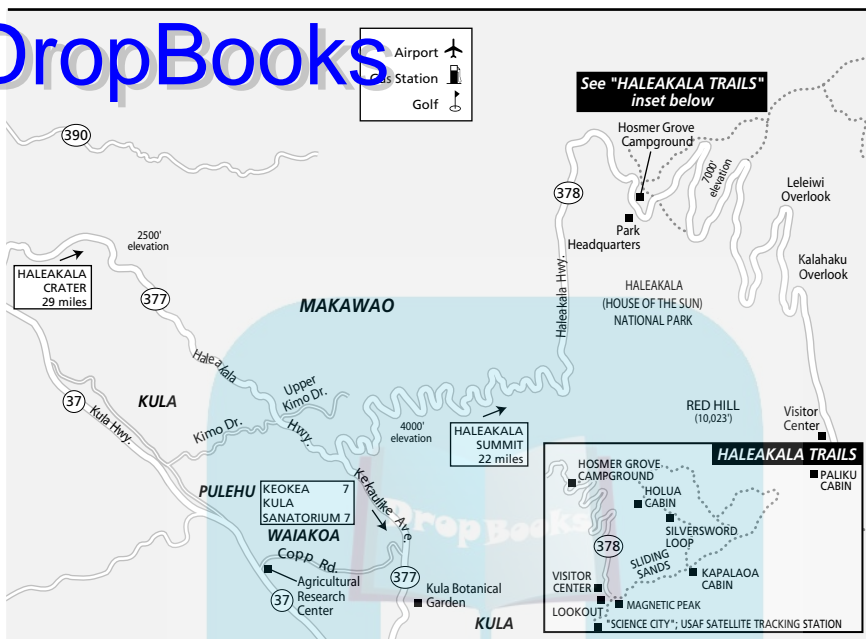 DropBooks
Airport
Gas Station
Golf
See "HALEAKALA TRAILS"
inset below
Hosmer Grove
Campground
390
378
7000'
elevation
Leleiwi
Overlook
Park
Headquarters
2500'
elevation
Kalahaku
Overlook
HALEAKALA
CRATER
29 miles
377
HALEAKALA
(HOUSE OF THE SUN)
NATIONAL PARK
MAKAWAO
Haleakala Hwy.
Haleakala
Hwy.
Upper
Kimo Dr.
37
Kula Hwy.
KULA
Kimo Dr.
4000'
elevation
HALEAKALA
SUMMIT
22 miles
RED HILL
(10,023')
Visitor
Center
HALEAKALA TRAILS
PALIKU
CABIN
HOSMER GROVE
CAMPGROUND
HOLUA
CABIN
SILVERSWORD
LOOP
378
SLIDING
SANDS
KAPALAOA
CABIN
VISITOR
CENTER
LOOKOUT
MAGNETIC PEAK
"SCIENCE CITY"; USAF SATELLITE TRACKING STATION
PULEHU
KEOKEA 7
KULA
SANATORIUM 7
Kekaulike Ave.
DropBooks
WAIAKOA
Copp Rd.
Agricultural
Research
Center
37
377
Kula Botanical
Garden
KULA